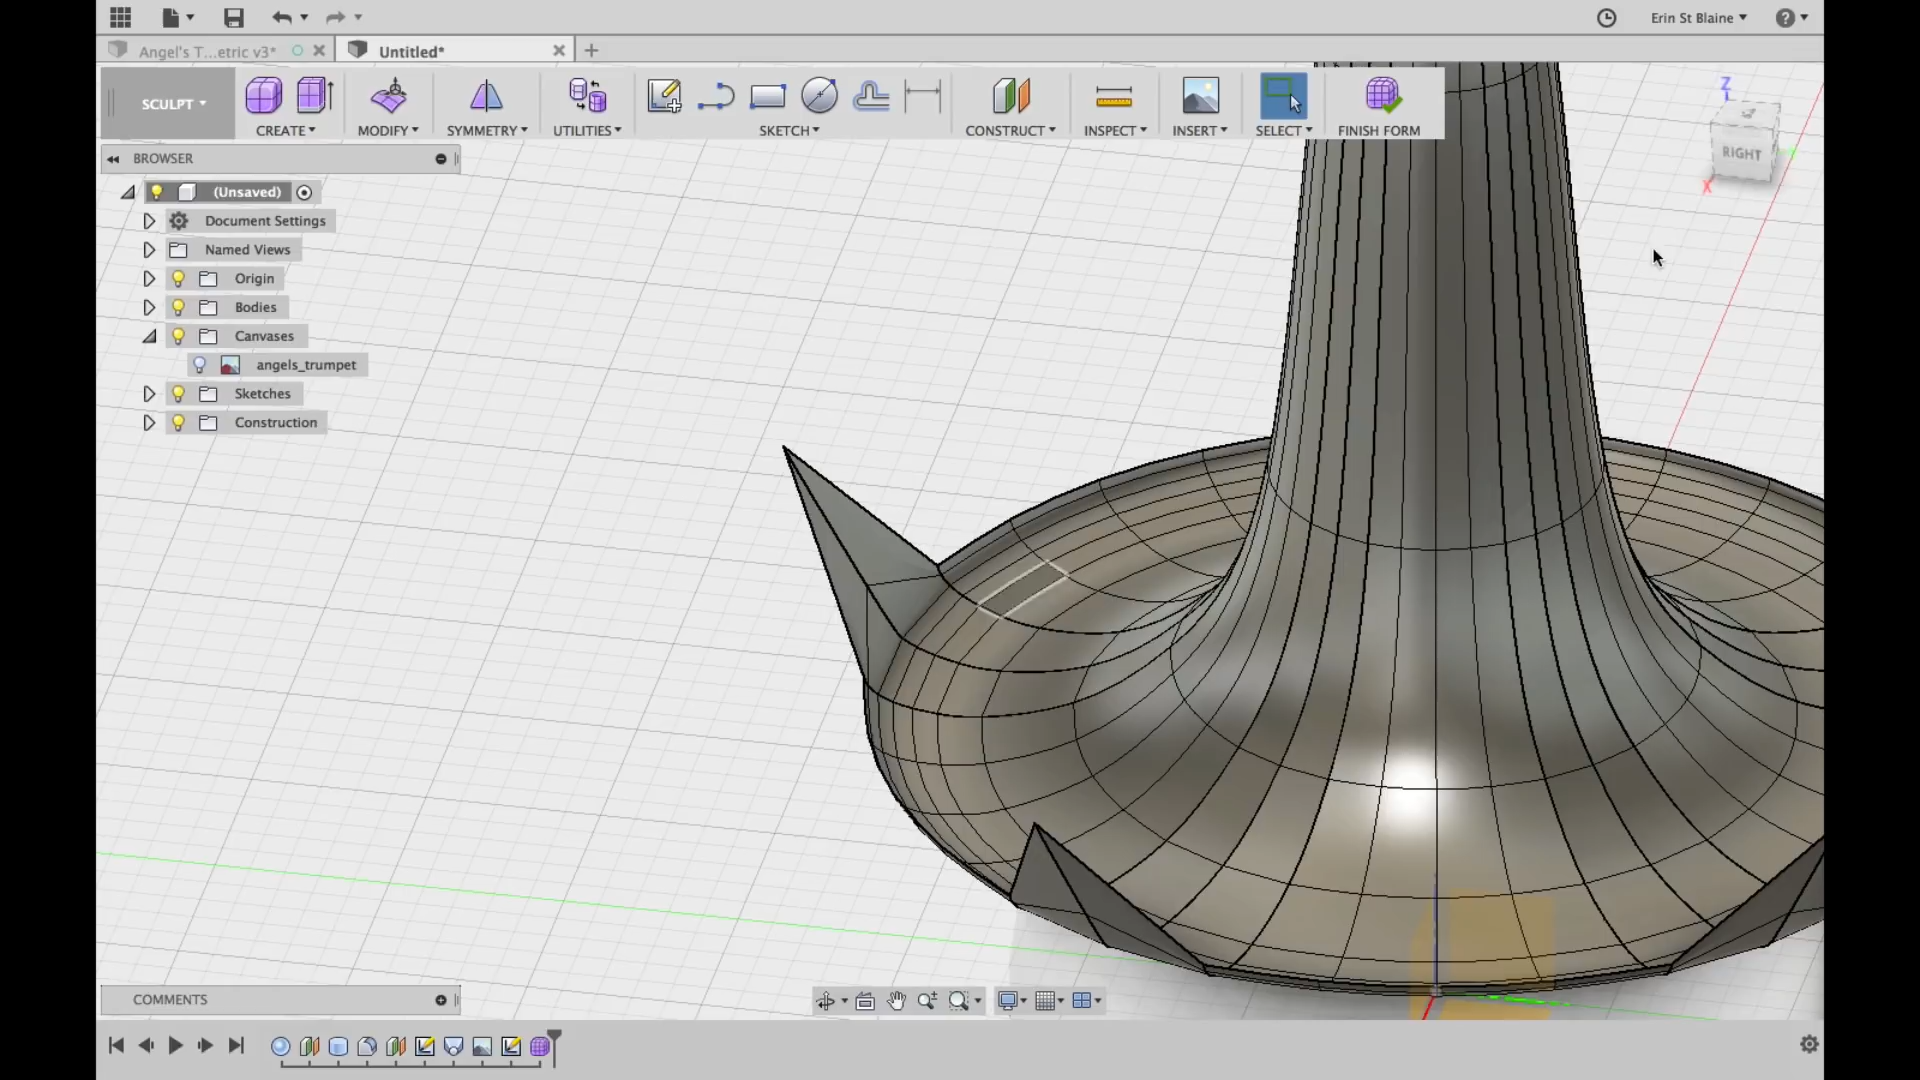 Erin St Blaine
Angel's T...etric v3*
Untitled*
SCULPT
CREATE
MODIFY
SYMMETRY
UTILITIES
SKETCH
CONSTRUCT
INSPECT
INSERT
SELECT
FINISH FORM
BROWSER
(Unsaved)
Document Settings
Named Views
Origin
Bodies
Canvases
angels_trumpet
Sketches
Construction
Z
RIGHT
X
COMMENTS